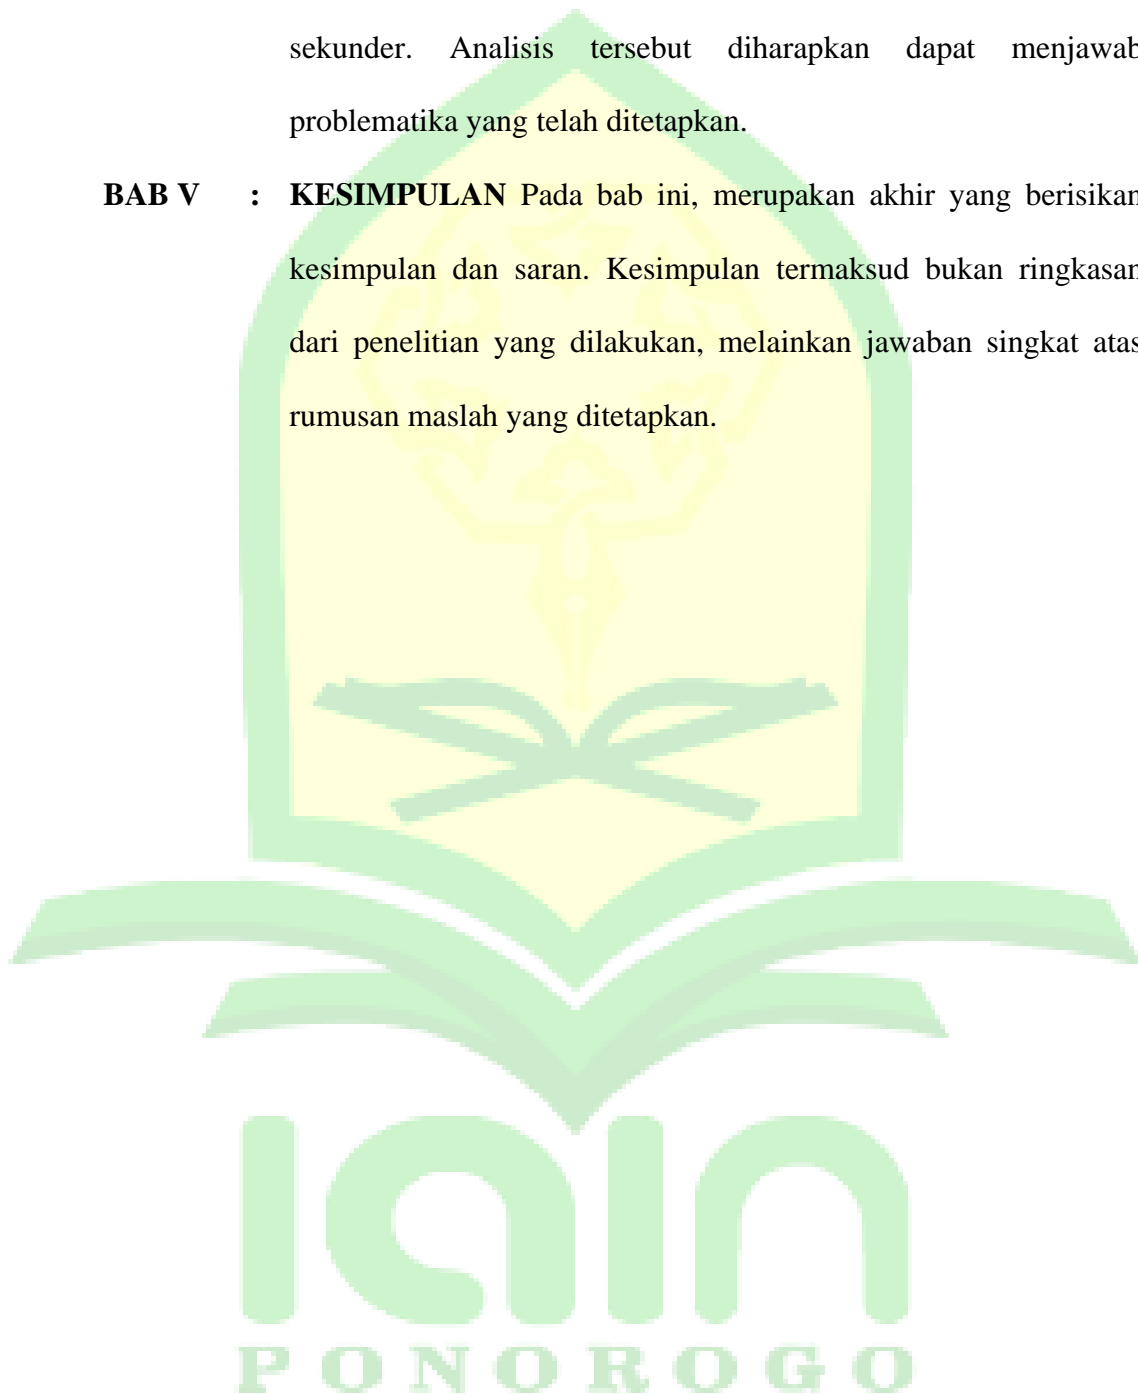 sekunder. Analisis tersebut diharapkan dapat menjawab
problematika yang telah ditetapkan.
BAB V : KESIMPULAN Pada bab ini, merupakan akhir yang berisikan
kesimpulan dan saran. Kesimpulan termaksud bukan ringkasan
dari penelitian yang dilakukan, melainkan jawaban singkat atas
rumusan maslah yang ditetapkan.
iain
PONOROGO